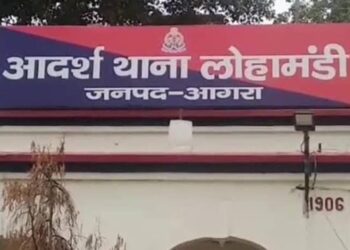 आदर्श थाना लोहामंडी
जनपद-आगरा
1906